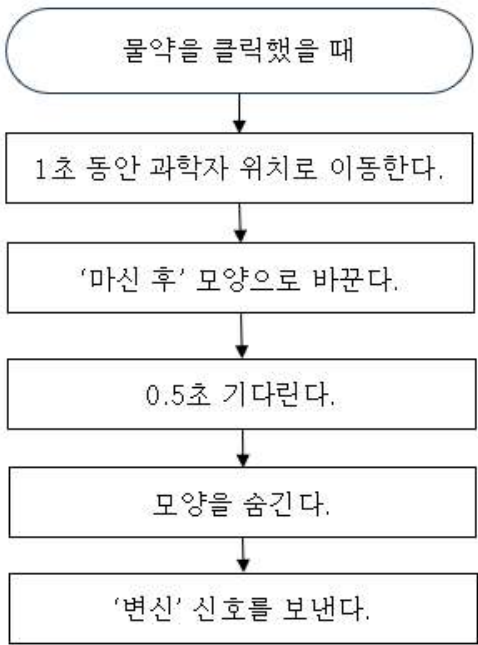 물약을 클릭했을 때
1초 동안 과학자 위치로 이동한다.
‘마신 후’ 모양으로 바꾼다.
0.5초 기다린다.
모양을 숨긴다.
‘변신’ 신호를 보낸다.